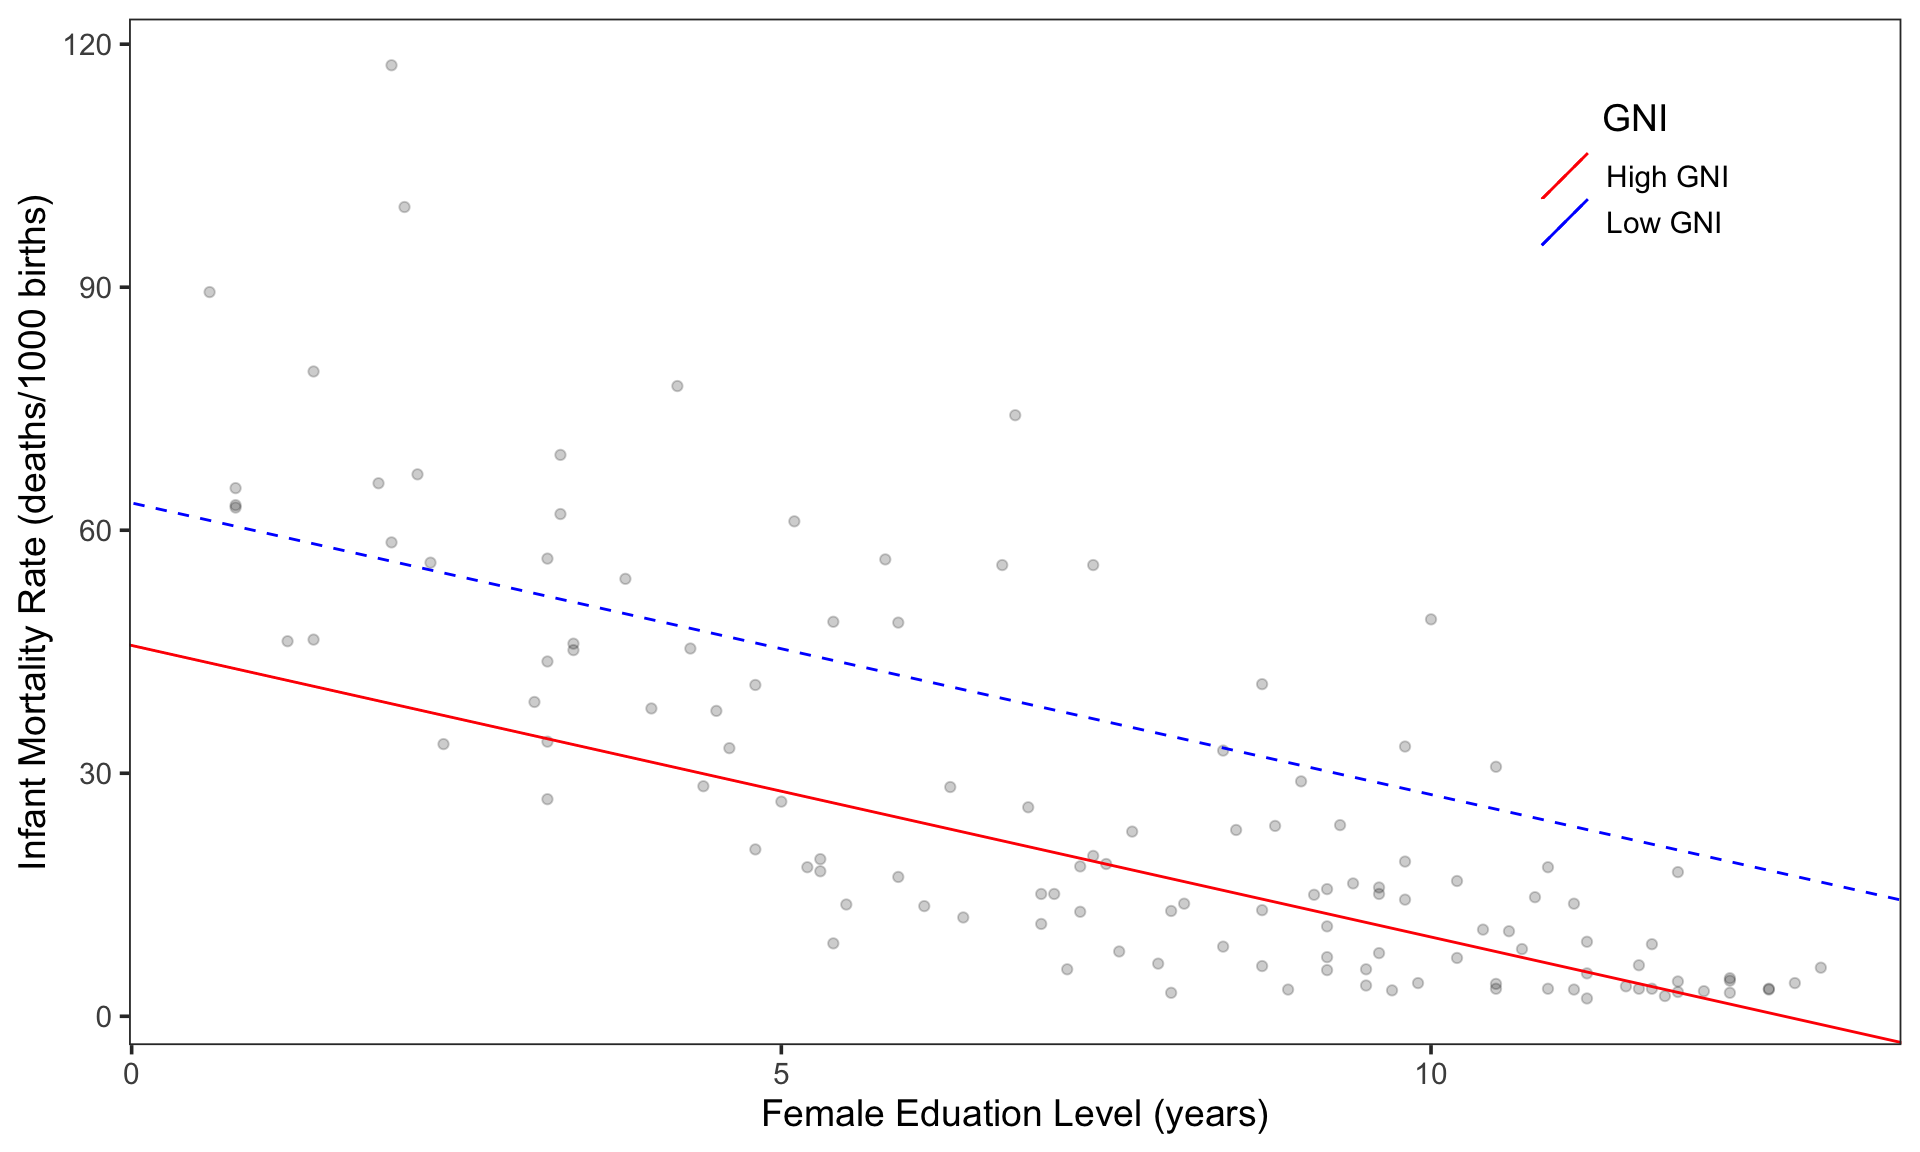 120
90
60
30
0
Infant Mortality Rate (deaths/1000 births)
GNI
High GNI
Low GNI
0
5
10
Female Eduation Level (years)